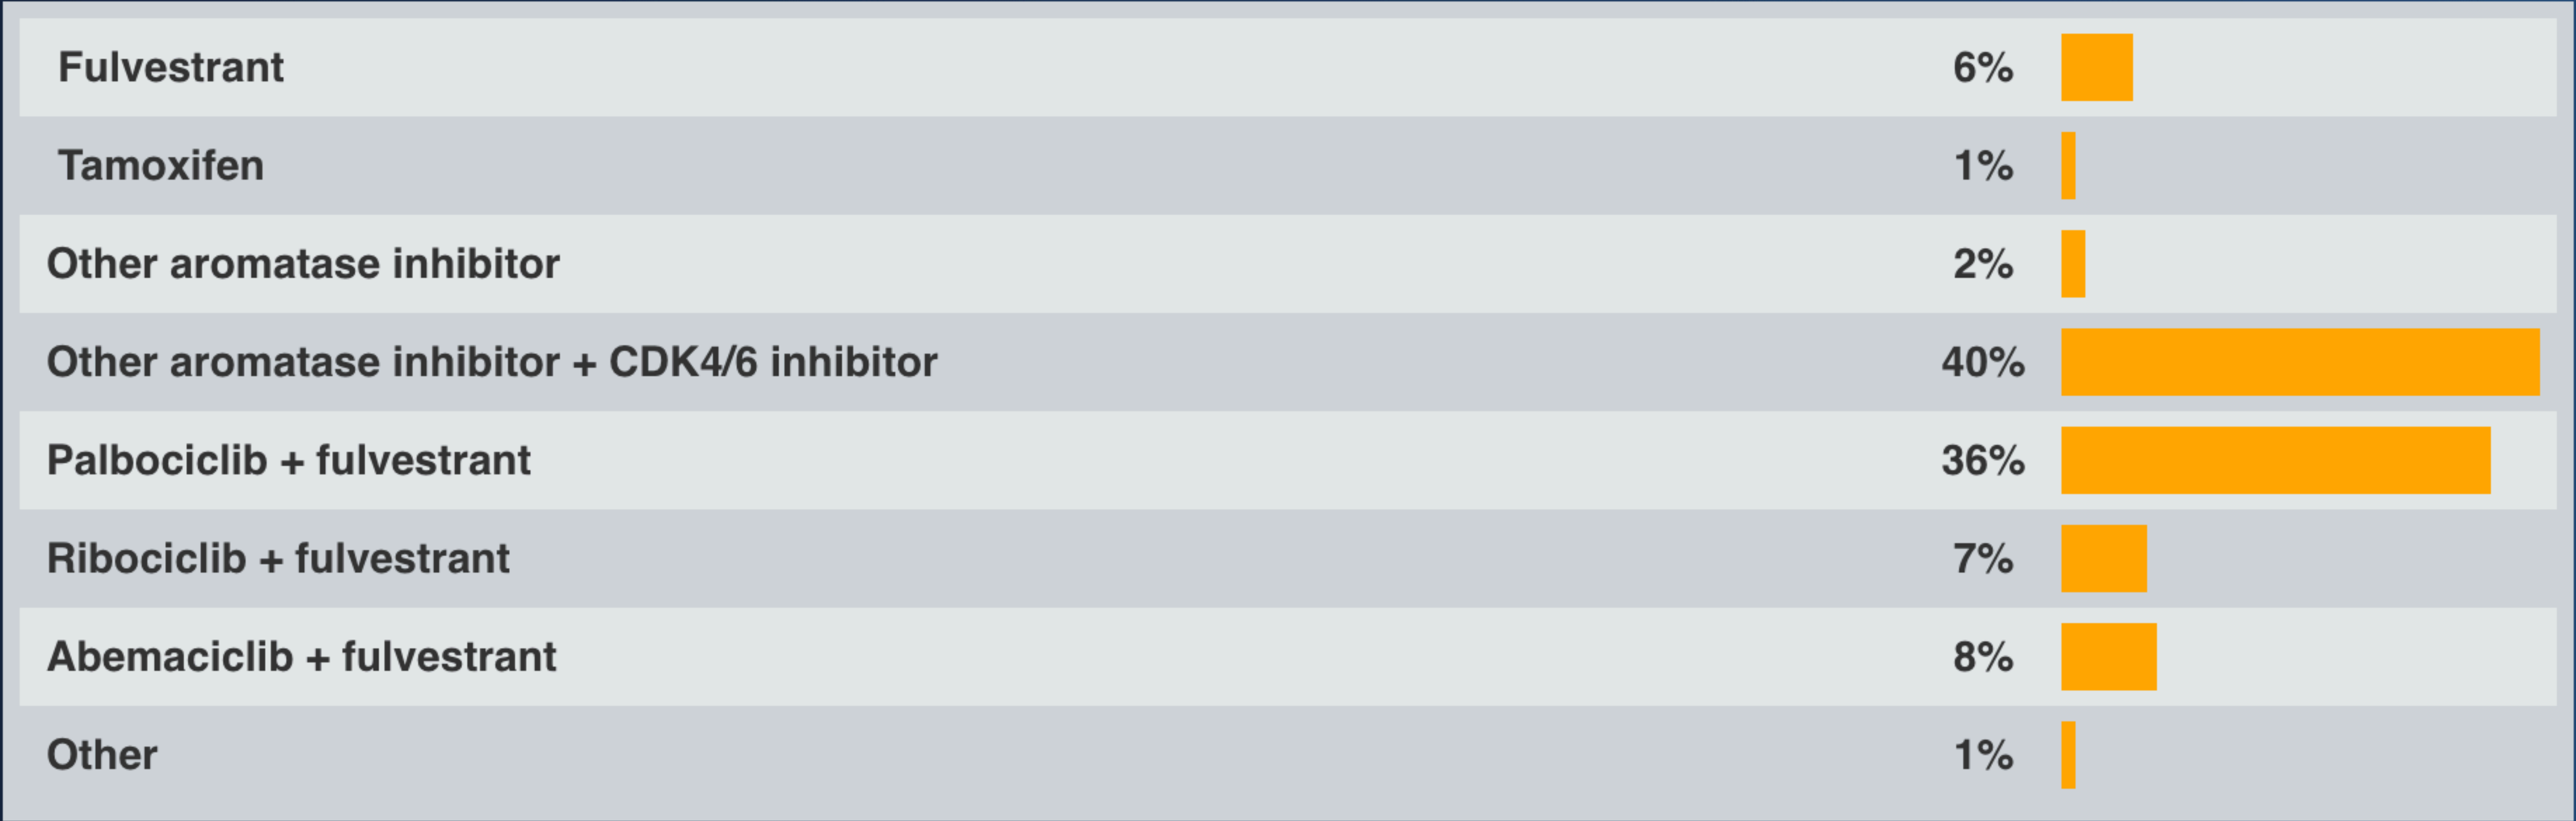 Fulvestrant 6%
Tamoxifen 1%
Other aromatase inhibitor 2%
Other aromatase inhibitor + CDK4/6 inhibitor 40%
Palbociclib + fulvestrant 36%
Ribociclib + fulvestrant 7%
Abemaciclib + fulvestrant 8%
Other 1%